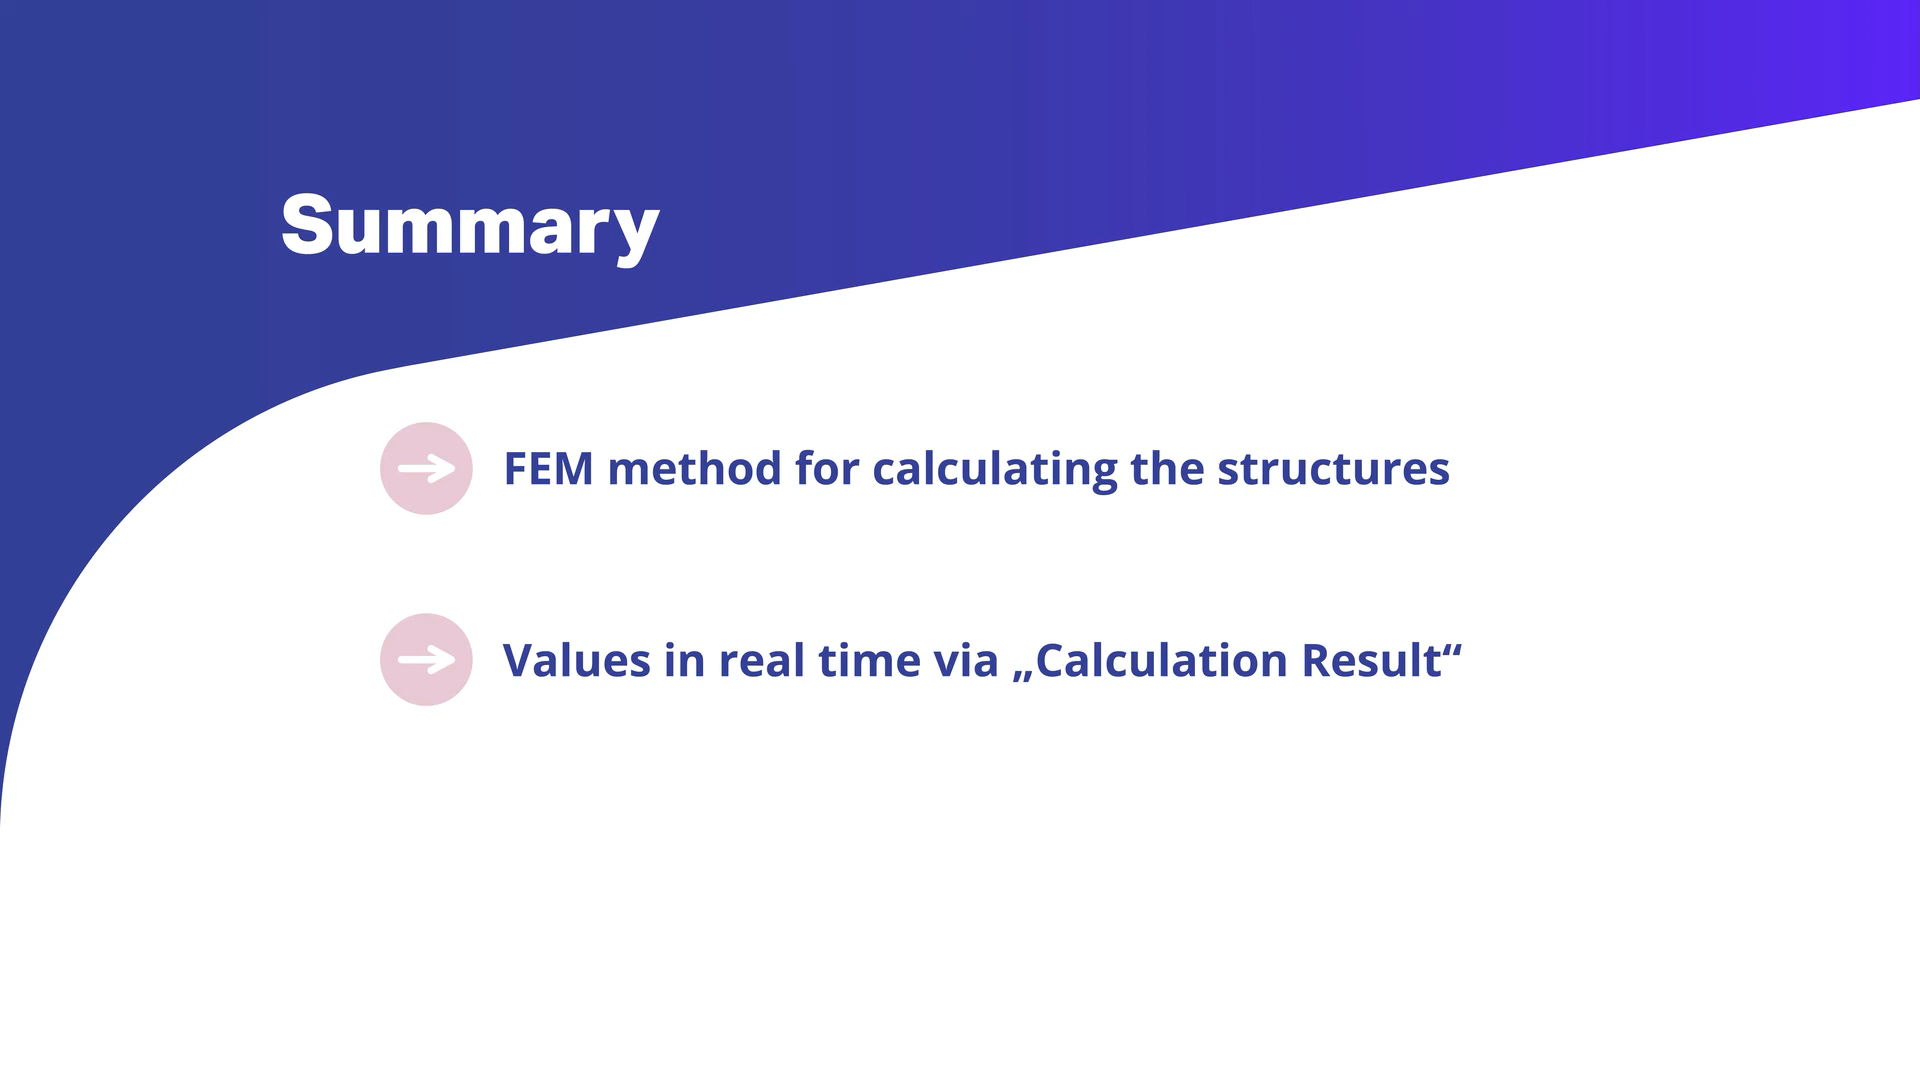 Summary
FEM method for calculating the structures
Values in real time via „Calculation Result“